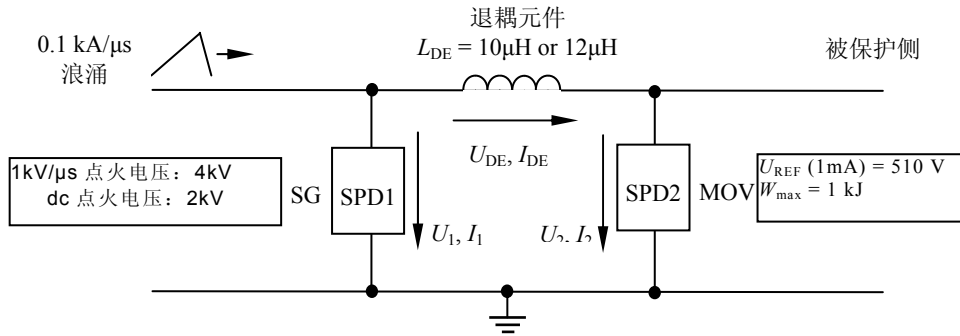 退耦元件
0.1 kA/μs
L_DE = 10μH or 12μH
浪涌
被保护侧
U_DE, I_DE
1kV/μs 点火电压：4kV
dc 点火电压：2kV
SG
SPD1
SPD2
MOV
U_REF (1mA) = 510 V
W_max = 1 kJ
U_1, I_1
U_2, I_2